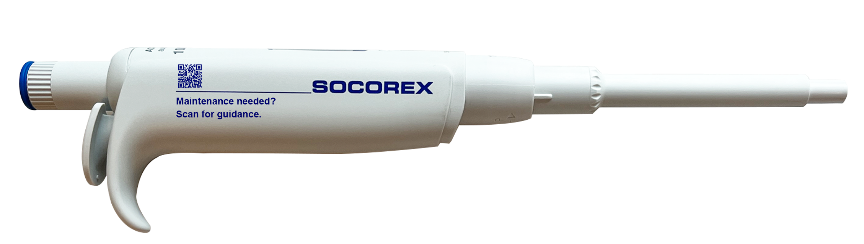 SOCOREX
Maintenance needed?
Scan for guidance.